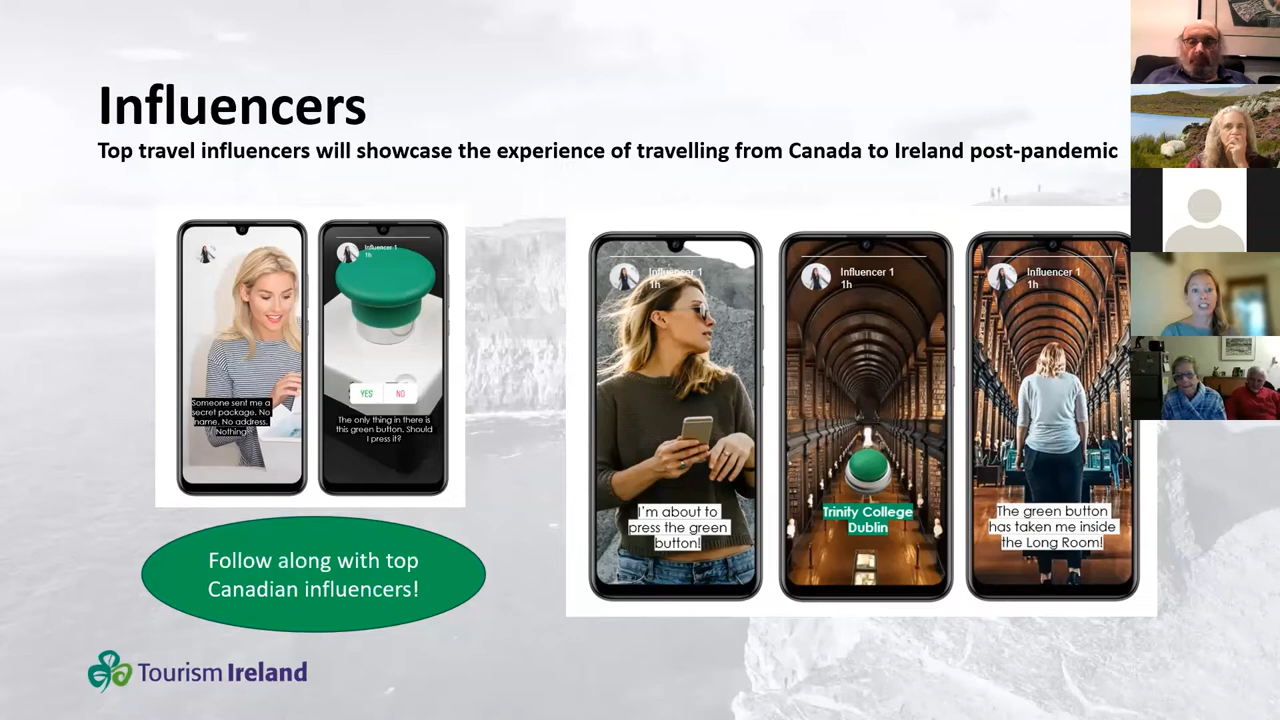 Influencers
Top travel influencers will showcase the experience of travelling from Canada to Ireland post-pandemic
Someone sent me a
secret package. No
name. No address.
Nothing.
Influencer 1
1h
YES
NO
The only thing in there is
this green button. Should
I press it?
Influencer 1
1h
I'm about to
press the green
button!
Influencer 1
1h
Trinity College
Dublin
Influencer 1
1h
The green button
has taken me inside
the Long Room!
Follow along with top
Canadian influencers!
Tourism Ireland